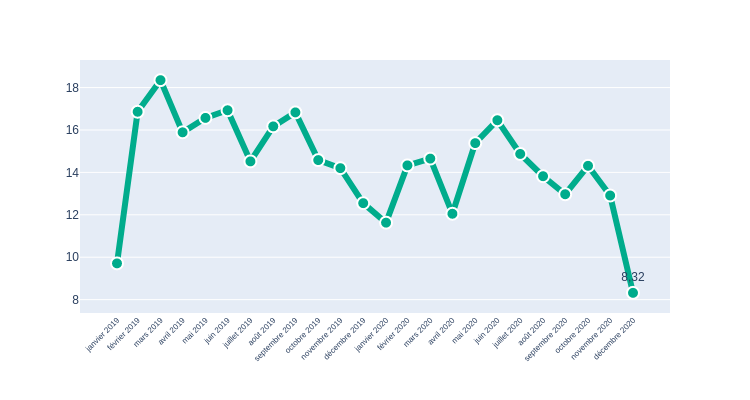 18
16
14
12
10
8
8.32
janvier 2019
février 2019
mars 2019
avril 2019
mai 2019
juin 2019
juillet 2019
août 2019
septembre 2019
octobre 2019
novembre 2019
décembre 2019
janvier 2020
février 2020
mars 2020
avril 2020
mai 2020
juin 2020
juillet 2020
août 2020
septembre 2020
octobre 2020
novembre 2020
décembre 2020